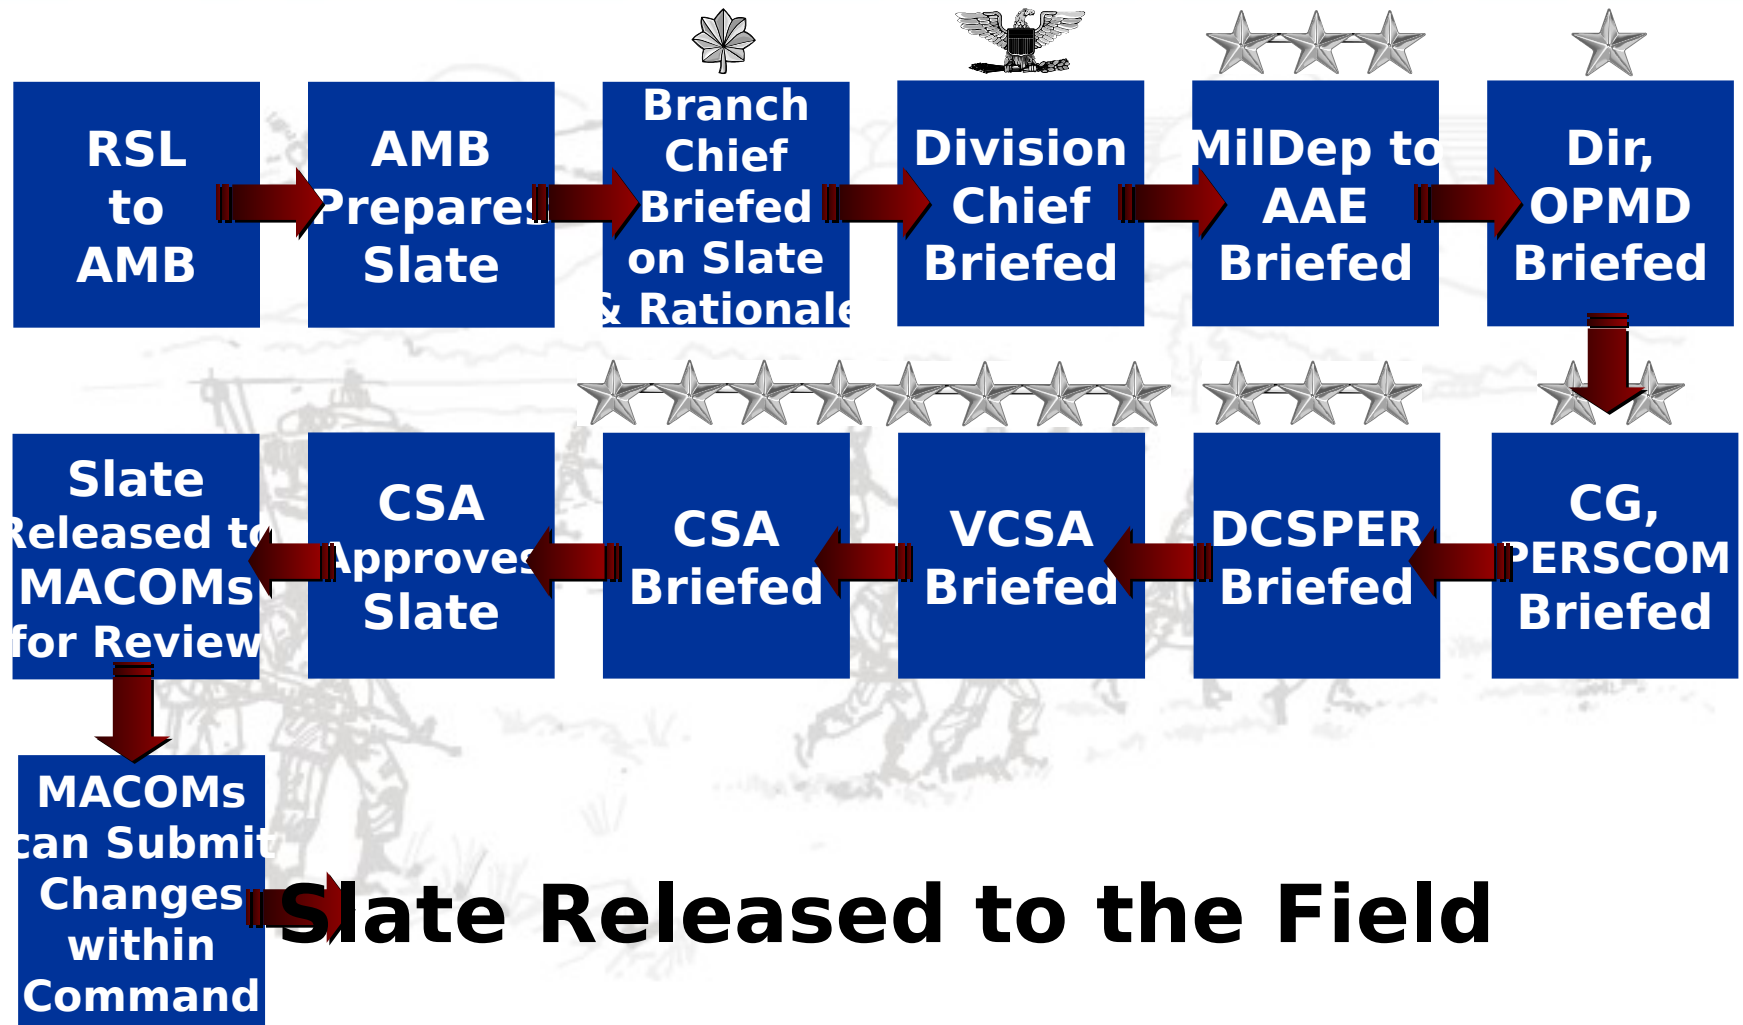 RSL
to
AMB
AMB
Prepares
Slate
Branch
Chief
Briefed
on Slate
& Rationale
Division
Chief
Briefed
MilDep to
AAE
Briefed
Dir,
OPMD
Briefed
CG,
PERSCOM
Briefed
DCSPER
Briefed
VCSA
Briefed
CSA
Briefed
CSA
Approves
Slate
Slate
Released to
MACOMs
for Review
MACOMs
can Submit
Changes
within
Command
Slate Released to the Field